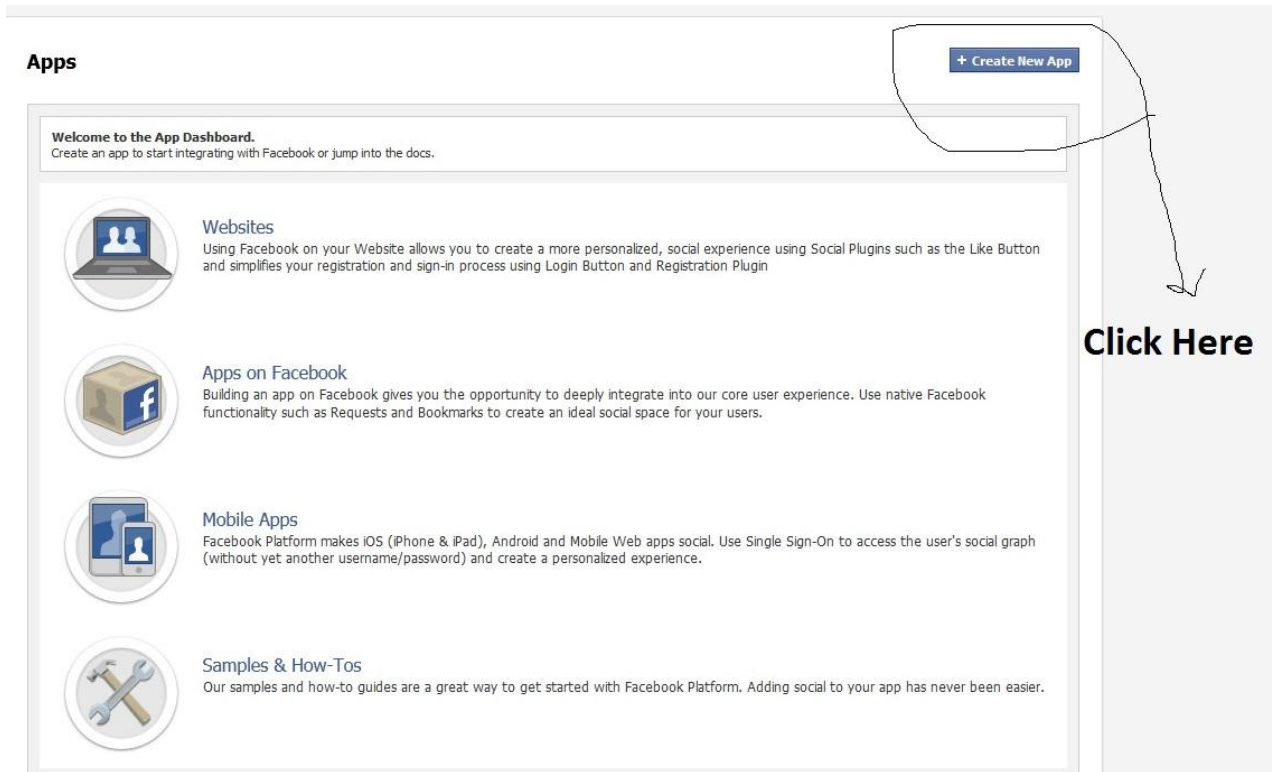 Apps
+ Create New App
Welcome to the App Dashboard.
Create an app to start integrating with Facebook or jump into the docs.
Websites
Using Facebook on your Website allows you to create a more personalized, social experience using Social Plugins such as the Like Button
and simplifies your registration and sign-in process using Login Button and Registration Plugin
Click Here
Apps on Facebook
Building an app on Facebook gives you the opportunity to deeply integrate into our core user experience. Use native Facebook
functionality such as Requests and Bookmarks to create an ideal social space for your users.
Mobile Apps
Facebook Platform makes iOS (iPhone & iPad), Android and Mobile Web apps social. Use Single Sign-On to access the user's social graph
(without yet another username/password) and create a personalized experience.
Samples & How-Tos
Our samples and how-to guides are a great way to get started with Facebook Platform. Adding social to your app has never been easier.